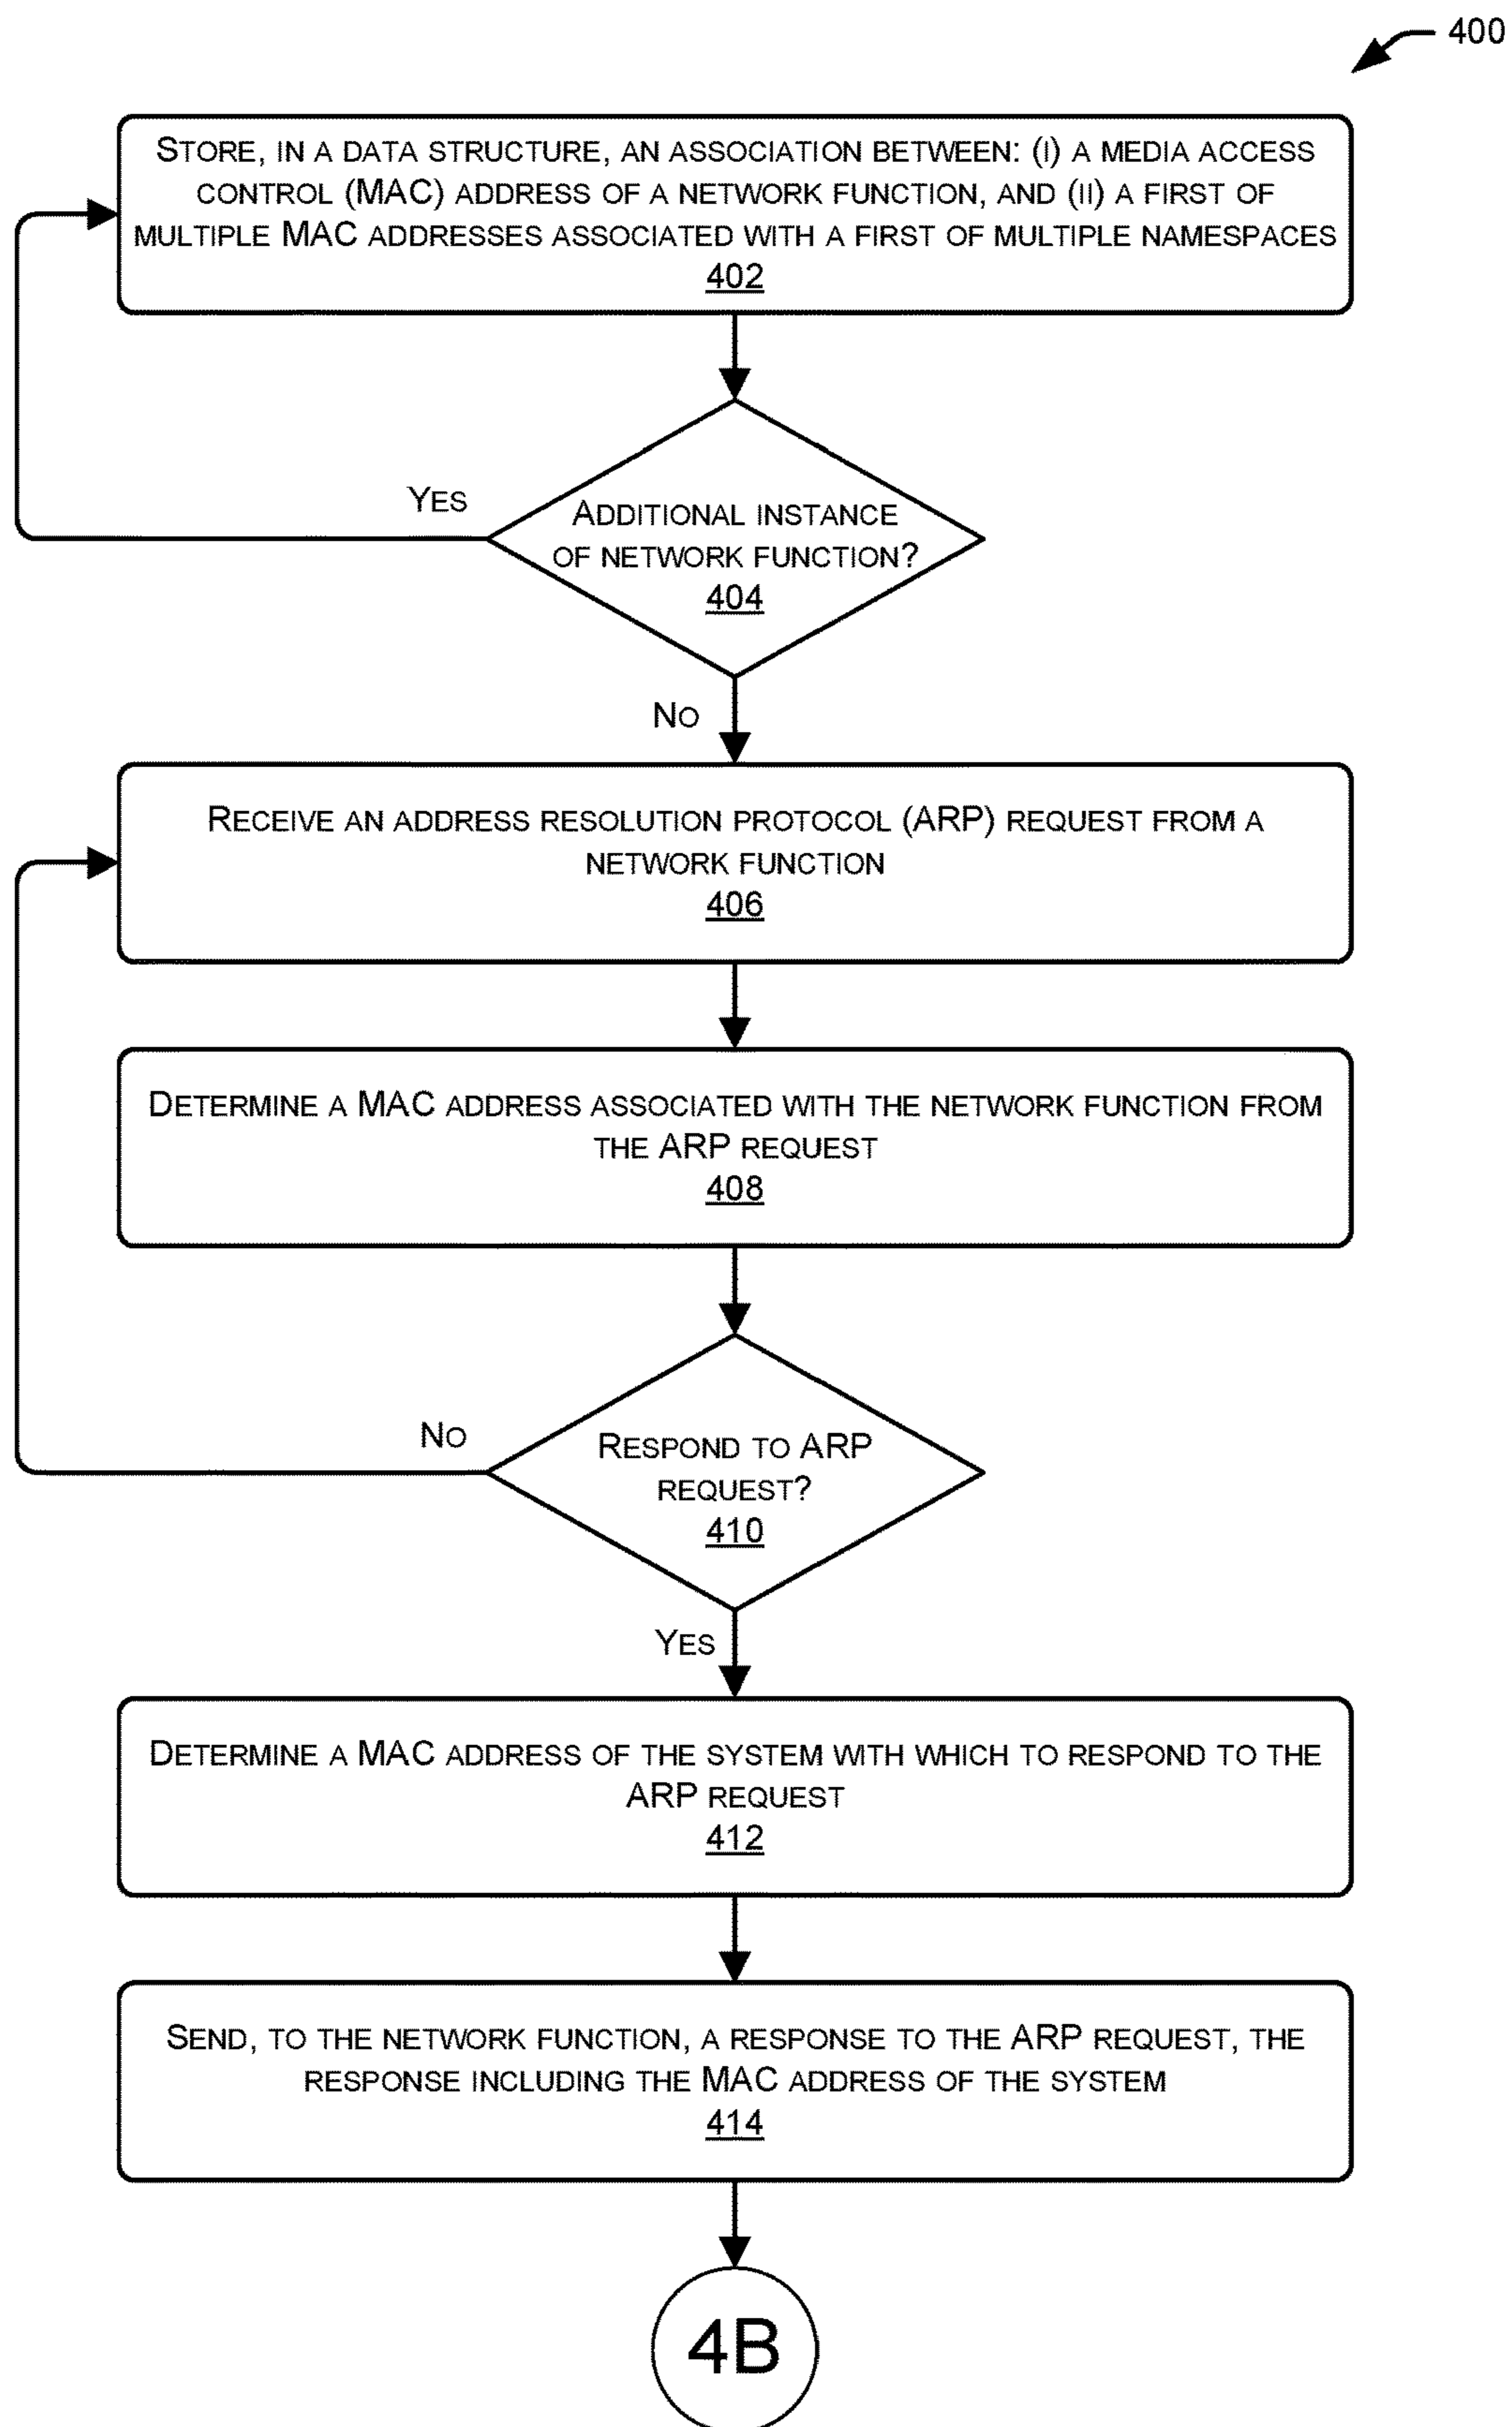 400
STORE, IN A DATA STRUCTURE, AN ASSOCIATION BETWEEN: (I) A MEDIA ACCESS
CONTROL (MAC) ADDRESS OF A NETWORK FUNCTION, AND (II) A FIRST OF
MULTIPLE MAC ADDRESSES ASSOCIATED WITH A FIRST OF MULTIPLE NAMESPACES
402
YES
ADDITIONAL INSTANCE
OF NETWORK FUNCTION?
404
NO
RECEIVE AN ADDRESS RESOLUTION PROTOCOL (ARP) REQUEST FROM A
NETWORK FUNCTION
406
DETERMINE A MAC ADDRESS ASSOCIATED WITH THE NETWORK FUNCTION FROM
THE ARP REQUEST
408
NO
RESPOND TO ARP
REQUEST?
410
YES
DETERMINE A MAC ADDRESS OF THE SYSTEM WITH WHICH TO RESPOND TO THE
ARP REQUEST
412
SEND, TO THE NETWORK FUNCTION, A RESPONSE TO THE ARP REQUEST, THE
RESPONSE INCLUDING THE MAC ADDRESS OF THE SYSTEM
414
4B